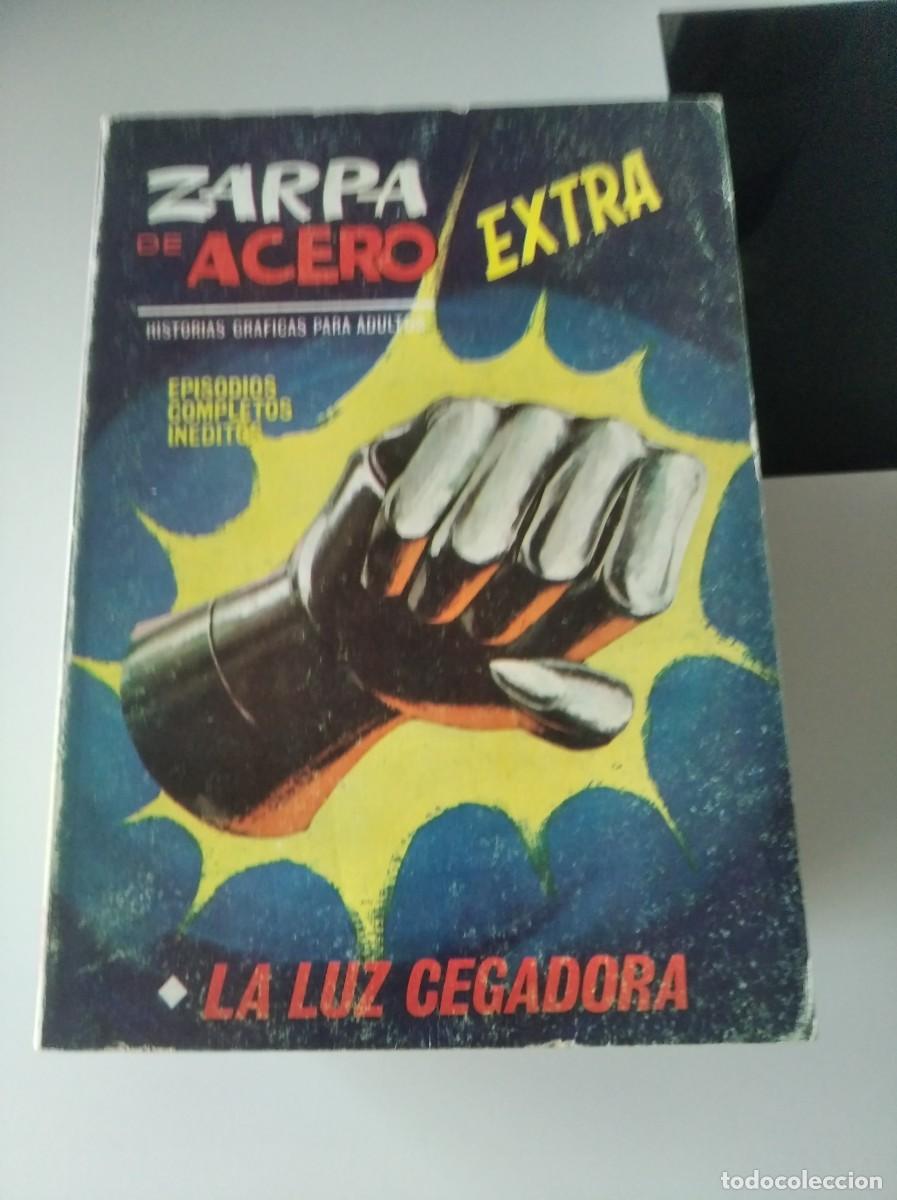 ZARPA
DE ACERO
EXTRA
HISTORIAS GRAFICAS PARA ADULTOS
EPISODIOS
COMPLETOS
INEDITOS
LA LUZ CEGADORA
todocoleccion